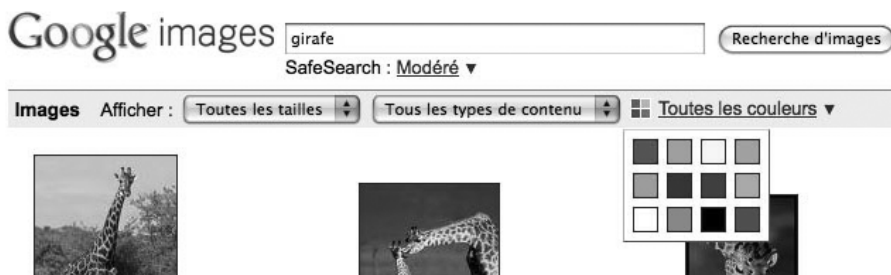 Google images girafe Recherche d'images
SafeSearch : Modéré ▼
Images Afficher : Toutes les tailles Tous les types de contenu Toutes les couleurs ▼